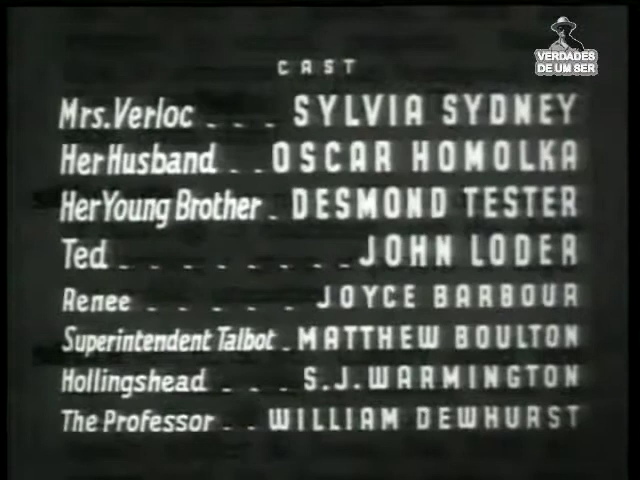 VERDADES
DE UM SER
CAST
Mrs. Verloc . . . SYLVIA SYDNEY
Her Husband . . . OSCAR HOMOLKA
Her Young Brother . DESMOND TESTER
Ted . . . . . . . . JOHN LODER
Renee . . . . . JOYCE BARBOUR
Superintendent Talbot . MATTHEW BOULTON
Hollingshead . . . S.J. WARMINGTON
The Professor . . WILLIAM DEWHURST